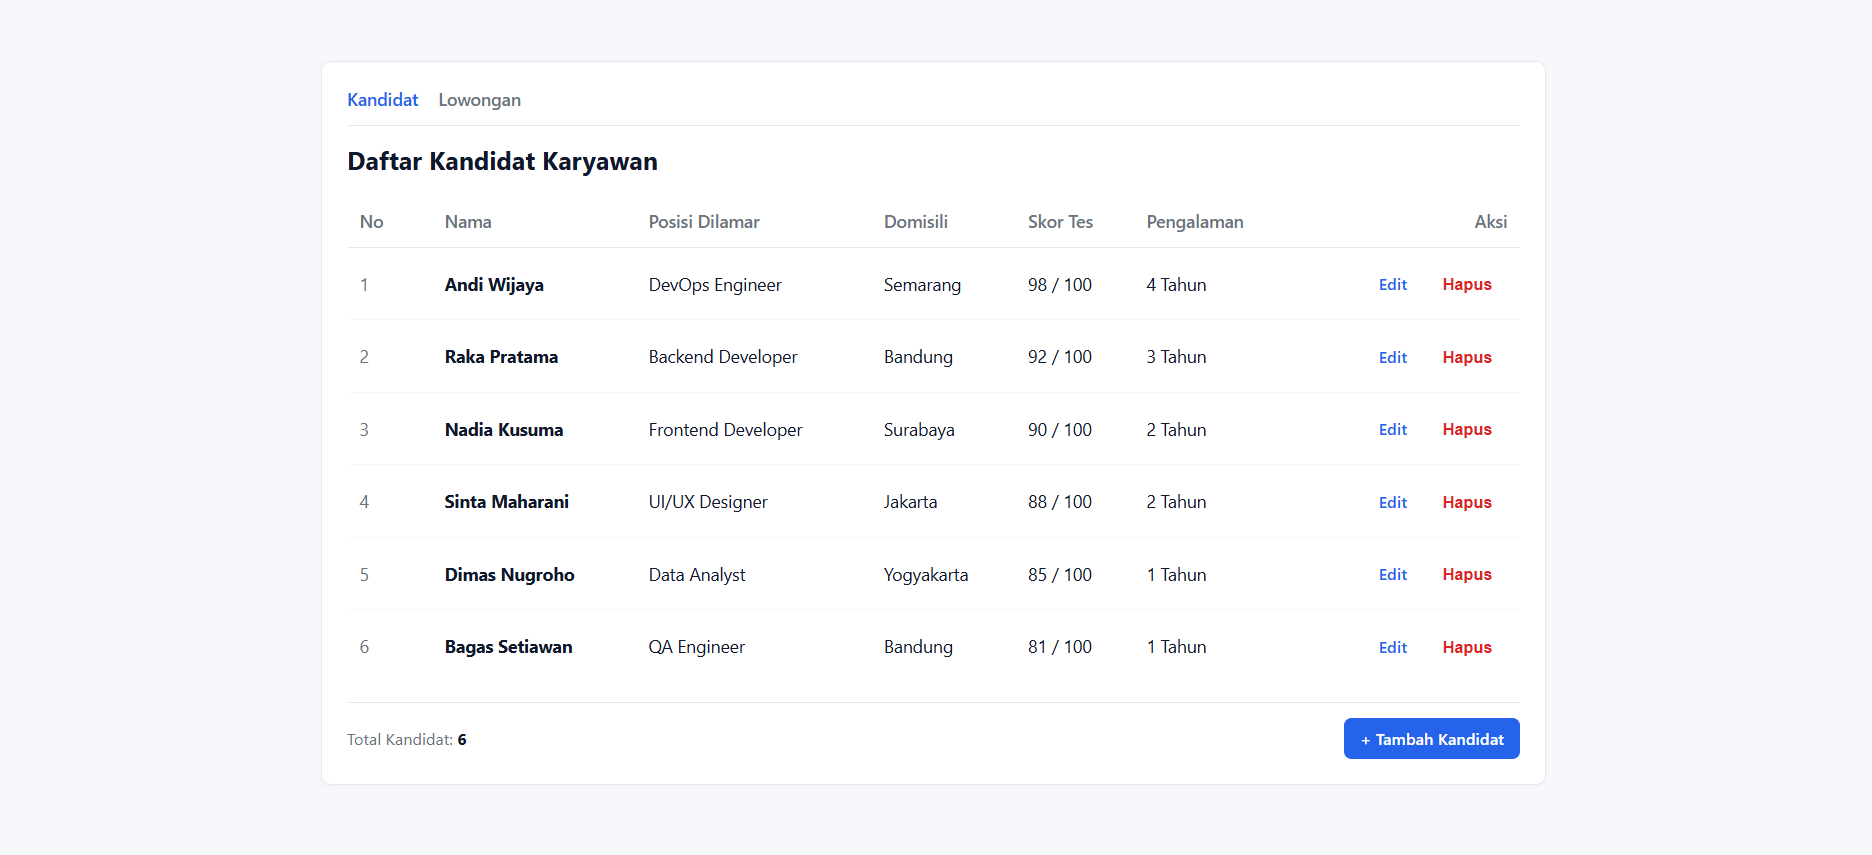 Kandidat Lowongan
Daftar Kandidat Karyawan
No Nama Posisi Dilamar Domisili Skor Tes Pengalaman Aksi
1 Andi Wijaya DevOps Engineer Semarang 98 / 100 4 Tahun Edit Hapus
2 Raka Pratama Backend Developer Bandung 92 / 100 3 Tahun Edit Hapus
3 Nadia Kusuma Frontend Developer Surabaya 90 / 100 2 Tahun Edit Hapus
4 Sinta Maharani UI/UX Designer Jakarta 88 / 100 2 Tahun Edit Hapus
5 Dimas Nugroho Data Analyst Yogyakarta 85 / 100 1 Tahun Edit Hapus
6 Bagas Setiawan QA Engineer Bandung 81 / 100 1 Tahun Edit Hapus
Total Kandidat: 6 + Tambah Kandidat